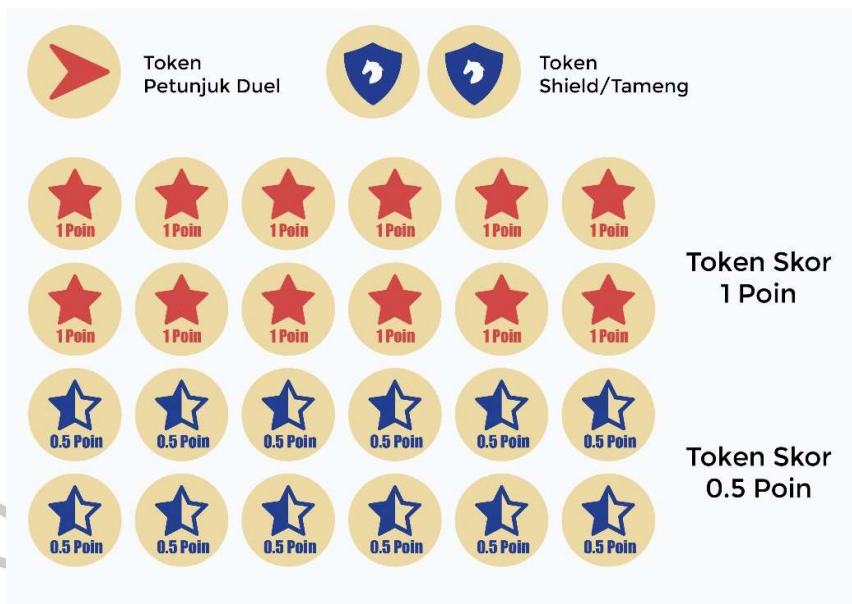 Token
Petunjuk Duel
Token
Shield/Tameng
1 Poin 1 Poin 1 Poin 1 Poin 1 Poin 1 Poin
Token Skor
1 Poin
1 Poin 1 Poin 1 Poin 1 Poin 1 Poin 1 Poin
0.5 Poin 0.5 Poin 0.5 Poin 0.5 Poin 0.5 Poin 0.5 Poin
Token Skor
0.5 Poin
0.5 Poin 0.5 Poin 0.5 Poin 0.5 Poin 0.5 Poin 0.5 Poin